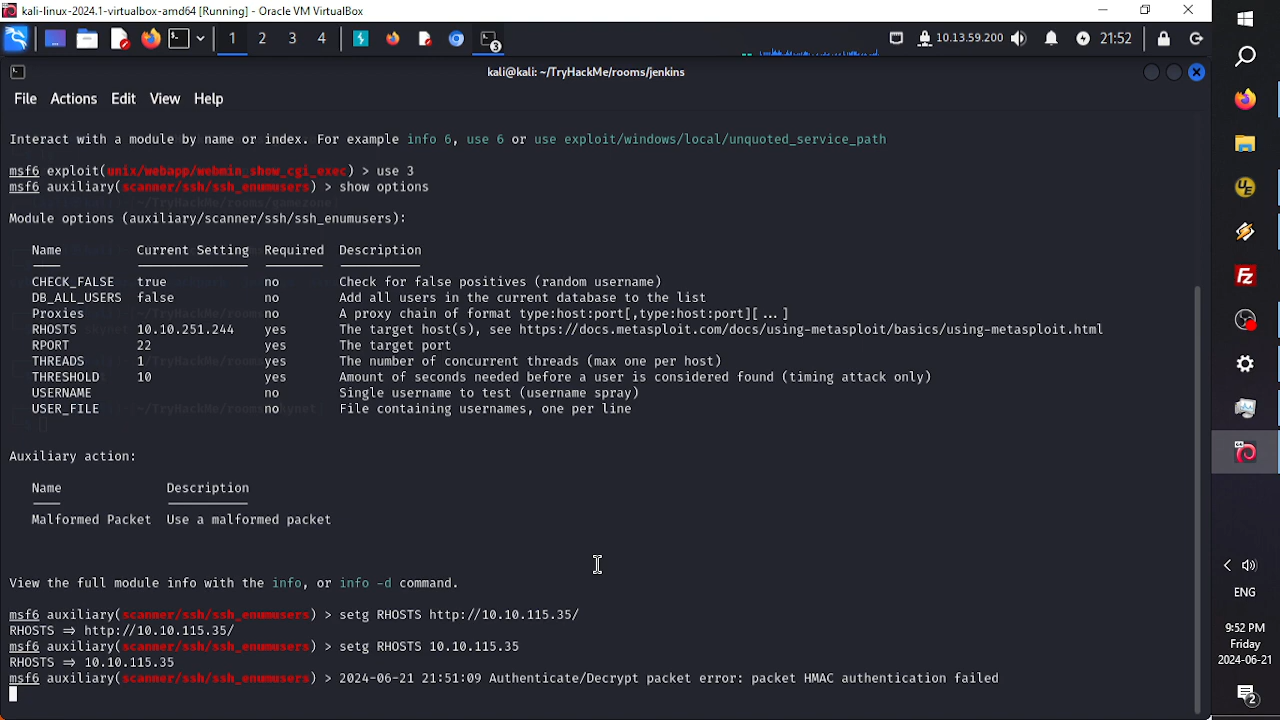 kali-linux-2024.1-virtualbox-amd64 [Running] - Oracle VM VirtualBox
1 2 3 4 3 10.13.59.200 21:52
kali@kali: ~/TryHackMe/rooms/jenkins
File Actions Edit View Help
Interact with a module by name or index. For example info 6, use 6 or use exploit/windows/local/unquoted_service_path
msf6 exploit(unix/webapp/webmin_show_cgi_exec) > use 3
msf6 auxiliary(scanner/ssh/ssh_enumusers) > show options
Module options (auxiliary/scanner/ssh/ssh_enumusers):
Name Current Setting Required Description
CHECK_FALSE true no Check for false positives (random username)
DB_ALL_USERS false no Add all users in the current database to the list
Proxies no A proxy chain of format type:host:port[,type:host:port][...]
RHOSTS 10.10.251.244 yes The target host(s), see https://docs.metasploit.com/docs/using-metasploit/basics/using-metasploit.html
RPORT 22 yes The target port
THREADS 1 yes The number of concurrent threads (max one per host)
THRESHOLD 10 yes Amount of seconds needed before a user is considered found (timing attack only)
USERNAME no Single username to test (username spray)
USER_FILE no File containing usernames, one per line
Auxiliary action:
Name Description
Malformed Packet Use a malformed packet
View the full module info with the info, or info -d command.
msf6 auxiliary(scanner/ssh/ssh_enumusers) > setg RHOSTS http://10.10.115.35/
RHOSTS => http://10.10.115.35/
msf6 auxiliary(scanner/ssh/ssh_enumusers) > setg RHOSTS 10.10.115.35
RHOSTS => 10.10.115.35
msf6 auxiliary(scanner/ssh/ssh_enumusers) > 2024-06-21 21:51:09 Authenticate/Decrypt packet error: packet HMAC authentication failed
ENG
9:52 PM
Friday
2024-06-21
2